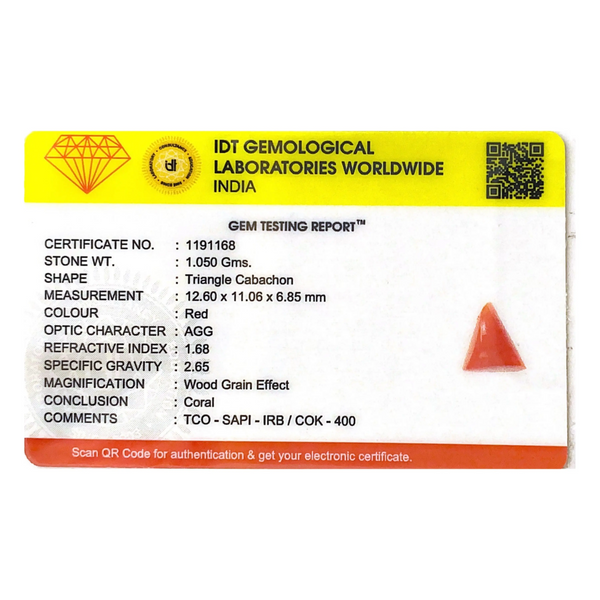 IDT GEMOLOGICAL
LABORATORIES WORLDWIDE
INDIA
idt
GEM TESTING REPORT™
CERTIFICATE NO. : 1191168
STONE WT. : 1.050 Gms.
SHAPE : Triangle Cabachon
MEASUREMENT : 12.60 x 11.06 x 6.85 mm
COLOUR : Red
OPTIC CHARACTER : AGG
REFRACTIVE INDEX : 1.68
SPECIFIC GRAVITY : 2.65
MAGNIFICATION : Wood Grain Effect
CONCLUSION : Coral
COMMENTS : TCO - SAPI - IRB / COK - 400
Scan QR Code for authentication & get your electronic certificate.